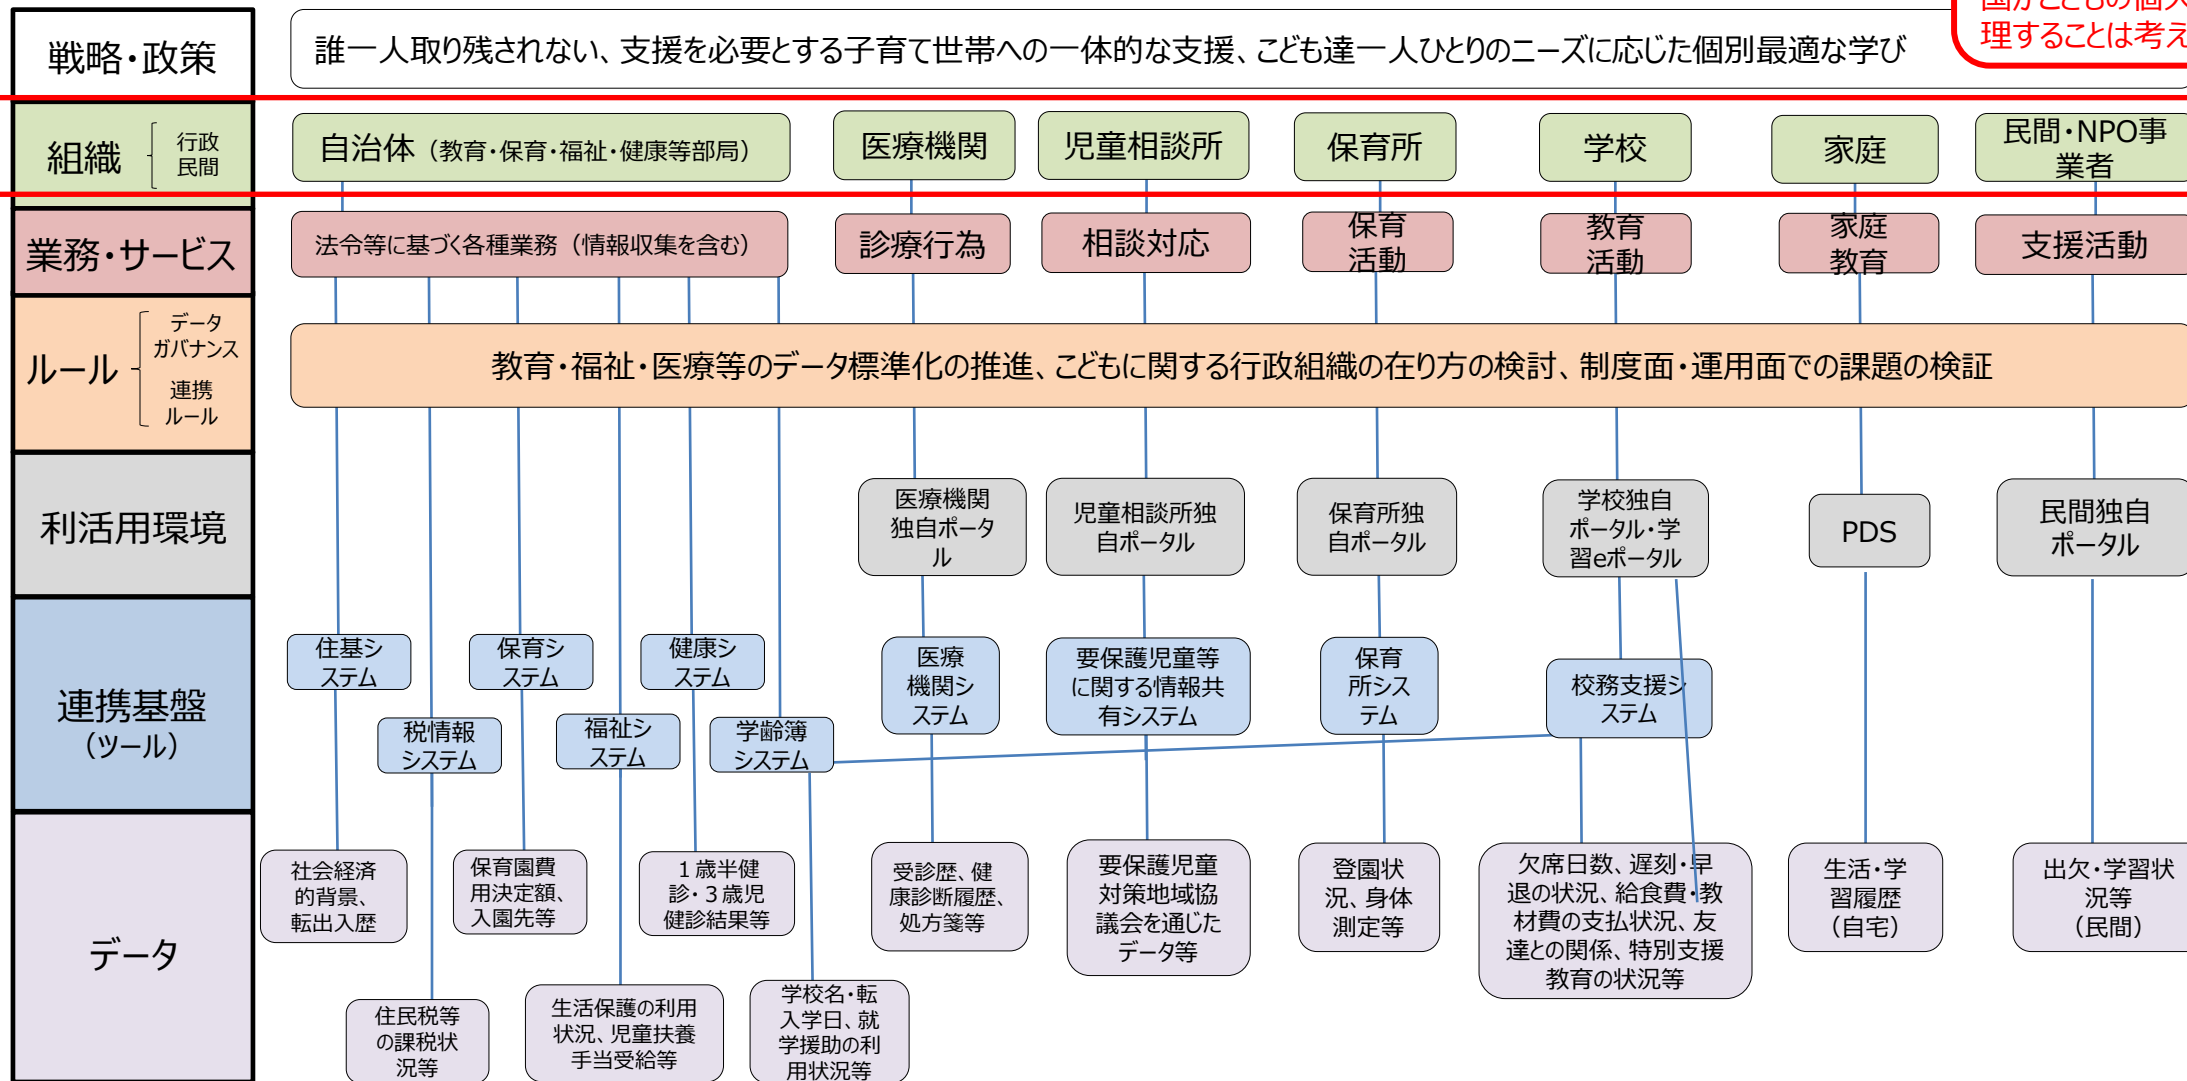 国がこどもの個人
理することは考え
戦略・政策
誰一人取り残されない、支援を必要とする子育て世帯への一体的な支援、こども達一人ひとりのニーズに応じた個別最適な学び
組織
行政
民間
自治体（教育・保育・福祉・健康等部局）
医療機関
児童相談所
保育所
学校
家庭
民間・NPO事
業者
業務・サービス
法令等に基づく各種業務（情報収集を含む）
診療行為
相談対応
保育
活動
教育
活動
家庭
教育
支援活動
ルール
データ
ガバナンス
連携
ルール
教育・福祉・医療等のデータ標準化の推進、こどもに関する行政組織の在り方の検討、制度面・運用面での課題の検証
利活用環境
医療機関
独自ポータ
ル
児童相談所独
自ポータル
保育所独
自ポータル
学校独自
ポータル・学
習eポータル
PDS
民間独自
ポータル
連携基盤
（ツール）
住基シ
ステム
税情報
システム
保育シ
ステム
福祉シ
ステム
健康シ
ステム
学齢簿
システム
医療
機関シ
ステム
要保護児童等
に関する情報共
有システム
保育
所シス
テム
校務支援シ
ステム
データ
社会経済
的背景、
転出入歴
住民税等
の課税状
況等
保育園費
用決定額、
入園先等
生活保護の利用
状況、児童扶養
手当受給等
１歳半健
診・３歳児
健診結果等
学校名・転
入学日、就
学援助の利
用状況等
受診歴、健
康診断履歴、
処方箋等
要保護児童
対策地域協
議会を通じた
データ等
登園状
況、身体
測定等
欠席日数、遅刻・早
退の状況、給食費・教
材費の支払状況、友
達との関係、特別支援
教育の状況等
生活・学
習履歴
（自宅）
出欠・学習状
況等
（民間）